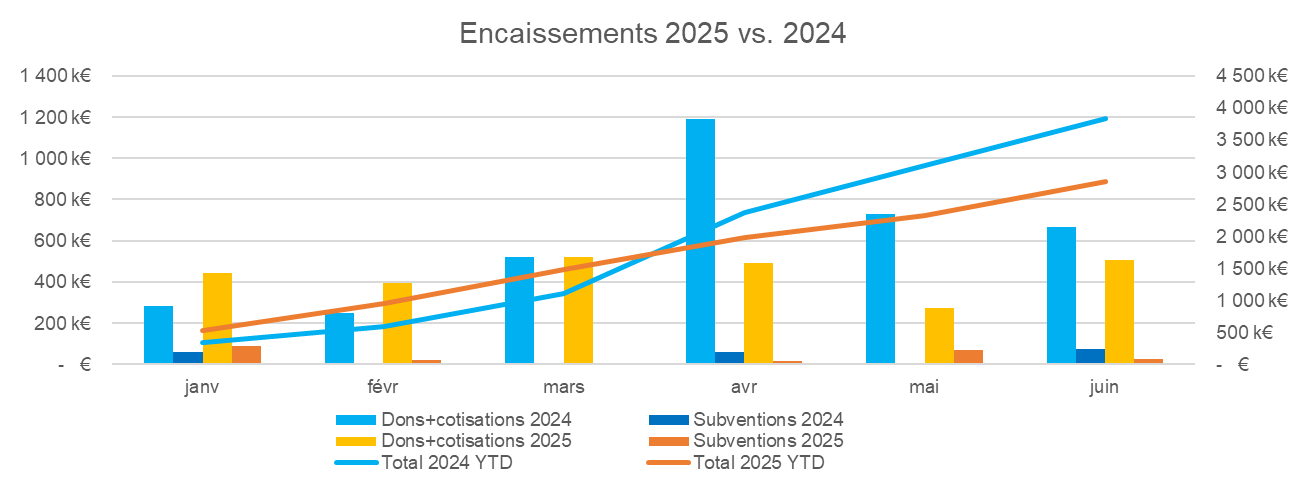 Encaissements 2025 vs. 2024
1 400 k€
1 200 k€
1 000 k€
800 k€
600 k€
400 k€
200 k€
- €
4 500 k€
4 000 k€
3 500 k€
3 000 k€
2 500 k€
2 000 k€
1 500 k€
1 000 k€
500 k€
- €
janv févr mars avr mai juin
Dons+cotisations 2024 Subventions 2024
Dons+cotisations 2025 Subventions 2025
Total 2024 YTD Total 2025 YTD